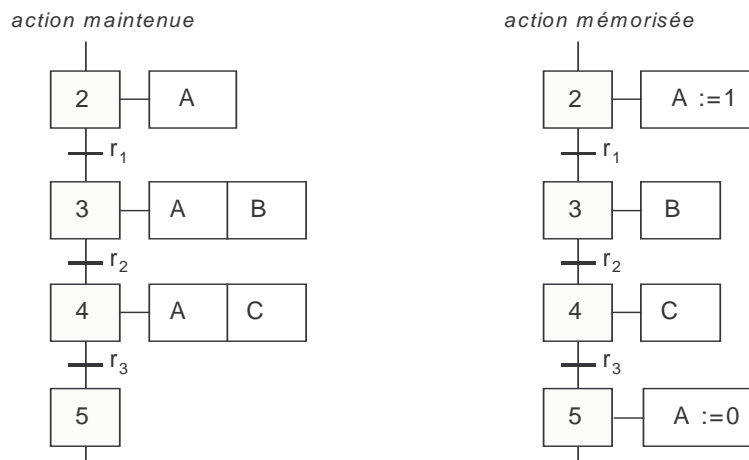 action maintenue
2 A
r1
3 A B
r2
4 A C
r3
5
action mémorisée
2 A :=1
r1
3 B
r2
4 C
r3
5 A :=0